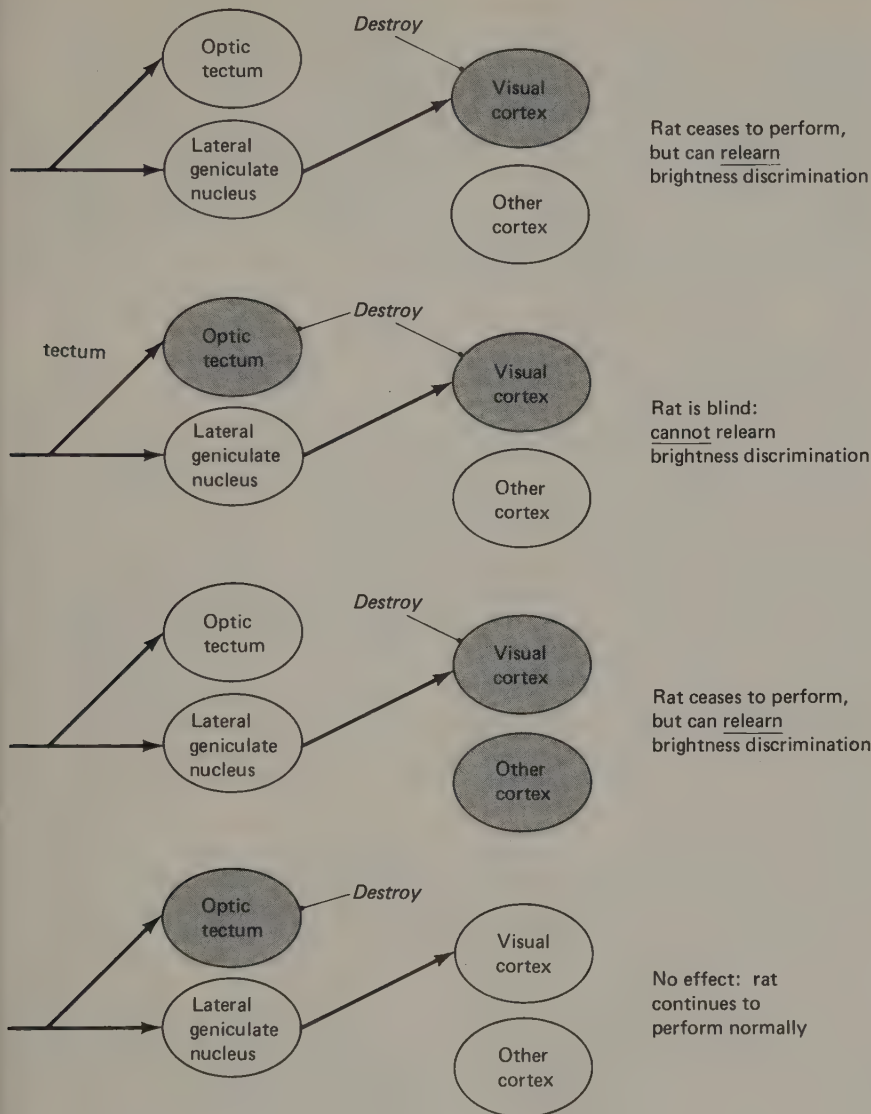 Destroy
Optic
tectum
Visual
cortex
Lateral
geniculate
nucleus
Other
cortex
Rat ceases to perform,
but can relearn
brightness discrimination
tectum
Optic
tectum
Destroy
Visual
cortex
Lateral
geniculate
nucleus
Other
cortex
Rat is blind:
cannot relearn
brightness discrimination
Optic
tectum
Destroy
Visual
cortex
Lateral
geniculate
nucleus
Other
cortex
Rat ceases to perform,
but can relearn
brightness discrimination
Optic
tectum
Destroy
Visual
cortex
Lateral
geniculate
nucleus
Other
cortex
No effect: rat
continues to
perform normally